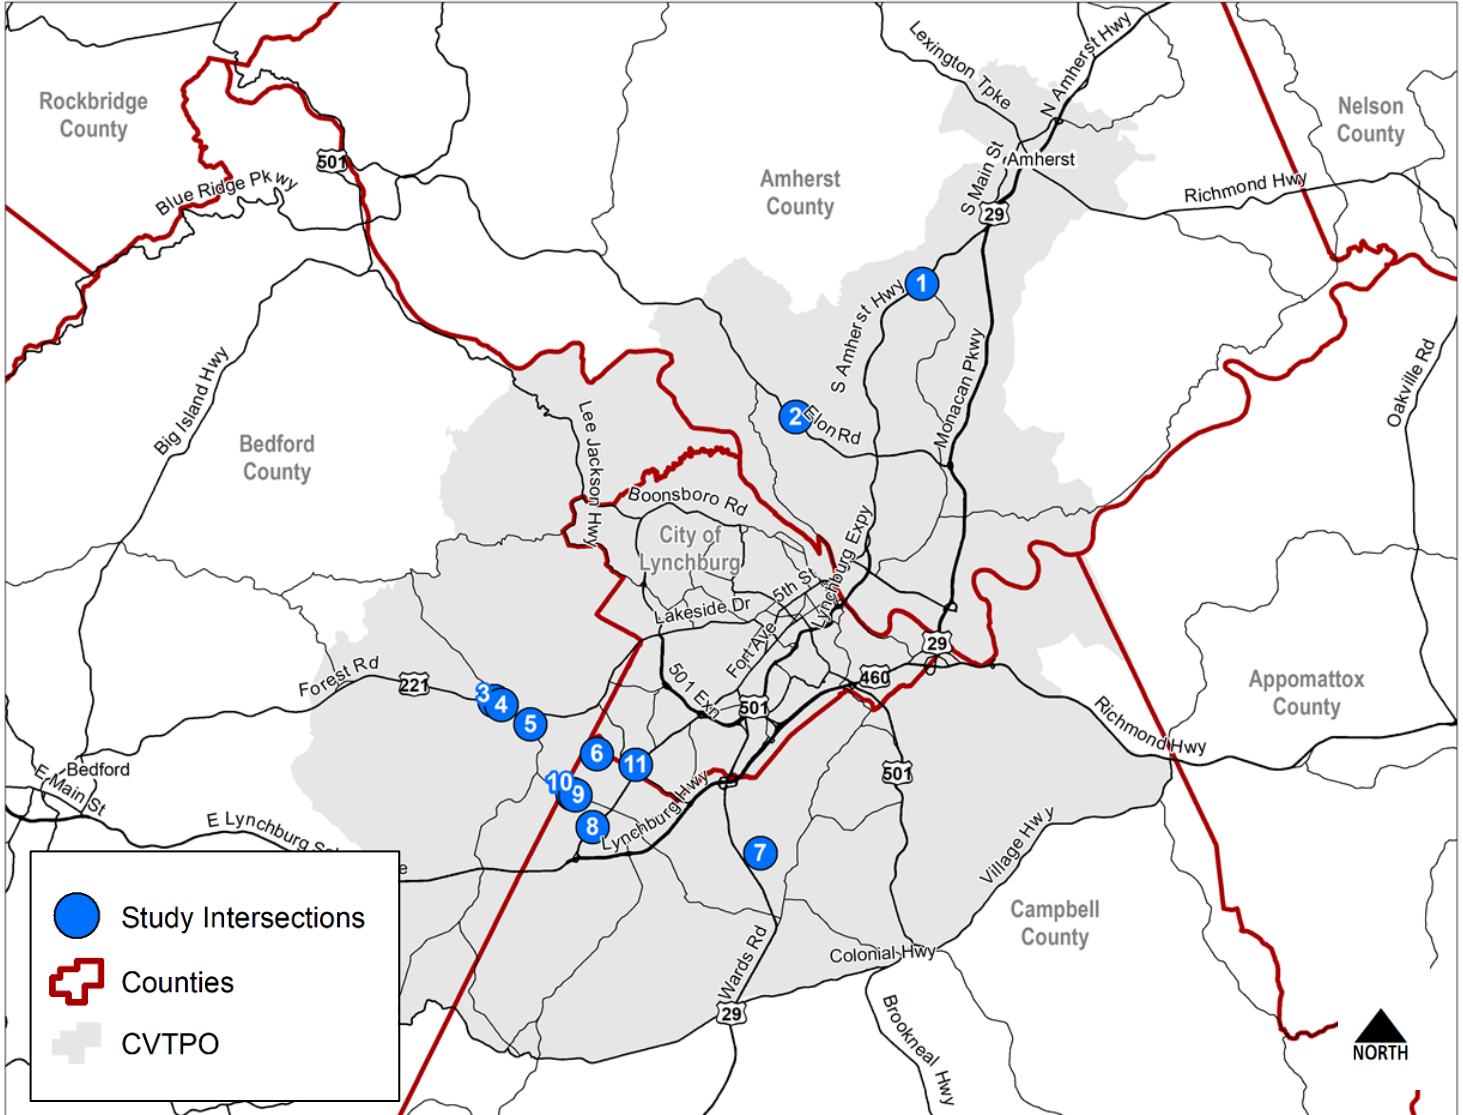 Lexington Tpke
N Amherst Hwy
Rockbridge
County
Nelson
County
501
Blue Ridge Pkwy
Amherst
County
S Main St
Amherst
Richmond Hwy
29
1
S Amherst Hwy
Monacan Pkwy
Big Island Hwy
Oakville Rd
2
Elon Rd
Lee Jackson Hwy
Bedford
County
Boonsboro Rd
City of
Lynchburg
Lynchburg Expy
5th St
Lakeside Dr
Fort Ave
29
Forest Rd
221
460
501 Exp
501
3
4
5
Appomattox
County
Richmond Hwy
6
11
10
9
8
Lynchburg Hwy
501
Bedford
E Main St
E Lynchburg
e
7
Village Hwy
Campbell
County
Wards Rd
Colonial Hwy
29
Brookneal Hwy
Study Intersections
Counties
CVTPO
NORTH